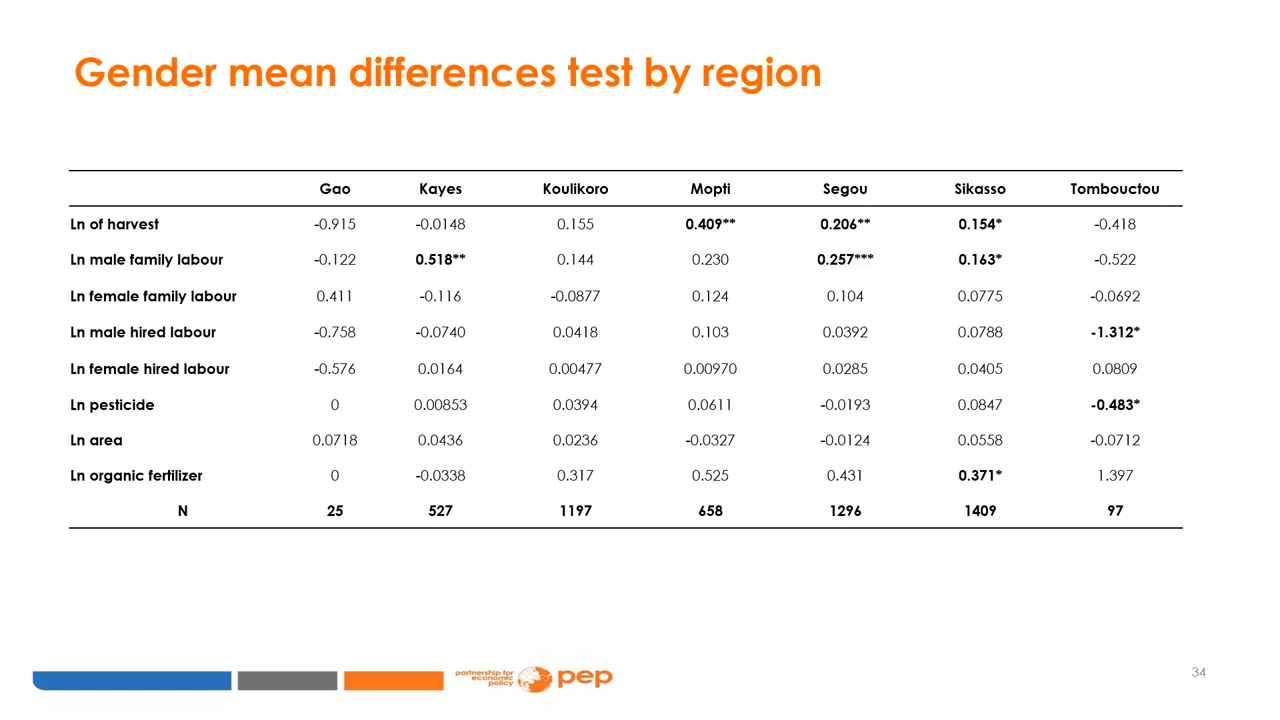 Gender mean differences test by region
Gao Kayes Koulikoro Mopti Segou Sikasso Tombouctou
Ln of harvest -0.915 -0.0148 0.155 0.409** 0.206** 0.154* -0.418
Ln male family labour -0.122 0.518** 0.144 0.230 0.257*** 0.163* -0.522
Ln female family labour 0.411 -0.116 -0.0877 0.124 0.104 0.0775 -0.0692
Ln male hired labour -0.758 -0.0740 0.0418 0.103 0.0392 0.0788 -1.312*
Ln female hired labour -0.576 0.0164 0.00477 0.00970 0.0285 0.0405 0.0809
Ln pesticide 0 0.00853 0.0394 0.0611 -0.0193 0.0847 -0.483*
Ln area 0.0718 0.0436 0.0236 -0.0327 -0.0124 0.0558 -0.0712
Ln organic fertilizer 0 -0.0338 0.317 0.525 0.431 0.371* 1.397
N 25 527 1197 658 1296 1409 97
partnership for
economic
policy
pep
34